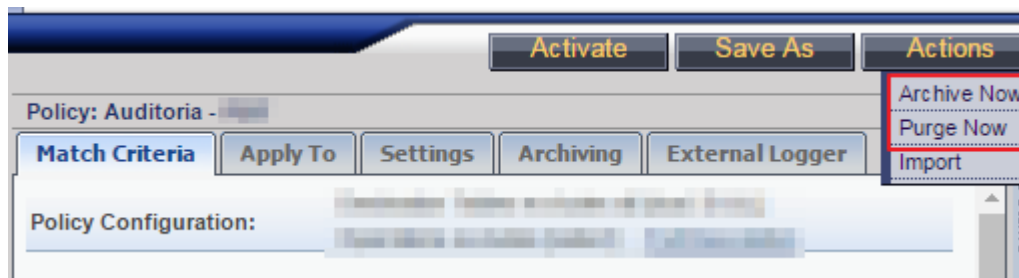 Activate Save As Actions
Archive Now
Policy: Auditoria -
Purge Now
Match Criteria Apply To Settings Archiving External Logger
Import
Policy Configuration: